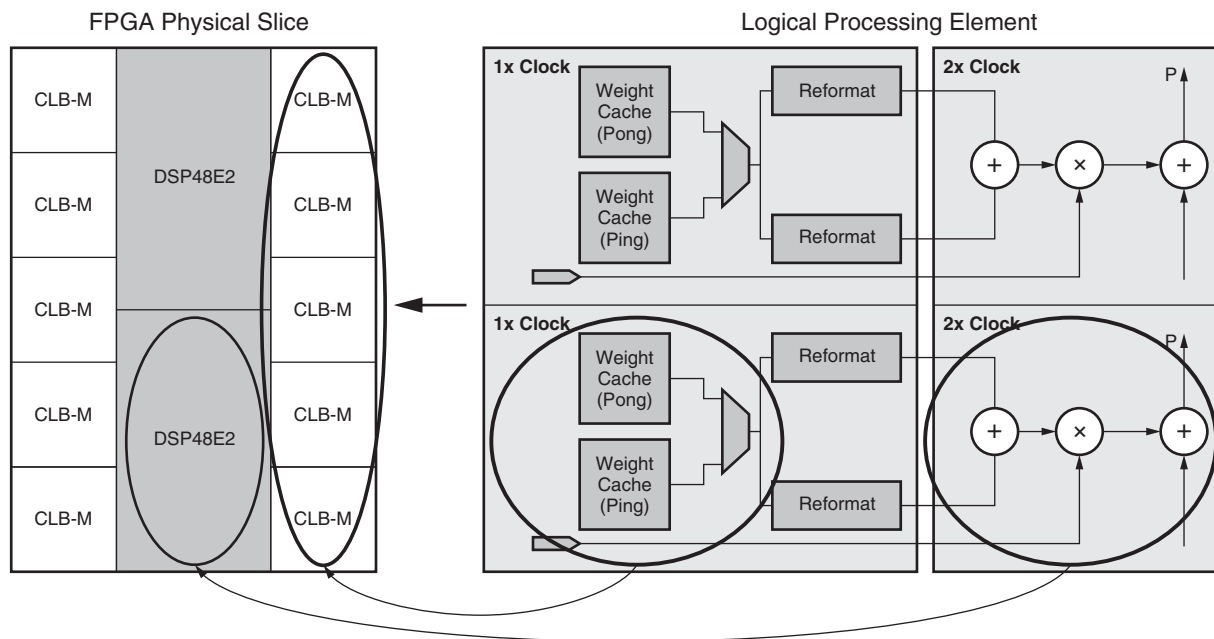 FPGA Physical Slice
CLB-M
CLB-M
CLB-M
CLB-M
CLB-M
DSP48E2
DSP48E2
CLB-M
CLB-M
CLB-M
CLB-M
CLB-M
Logical Processing Element
1x Clock
Weight
Cache
(Pong)
Weight
Cache
(Ping)
Reformat
Reformat
2x Clock
P
+
×
+
1x Clock
Weight
Cache
(Pong)
Weight
Cache
(Ping)
Reformat
Reformat
2x Clock
P
+
×
+